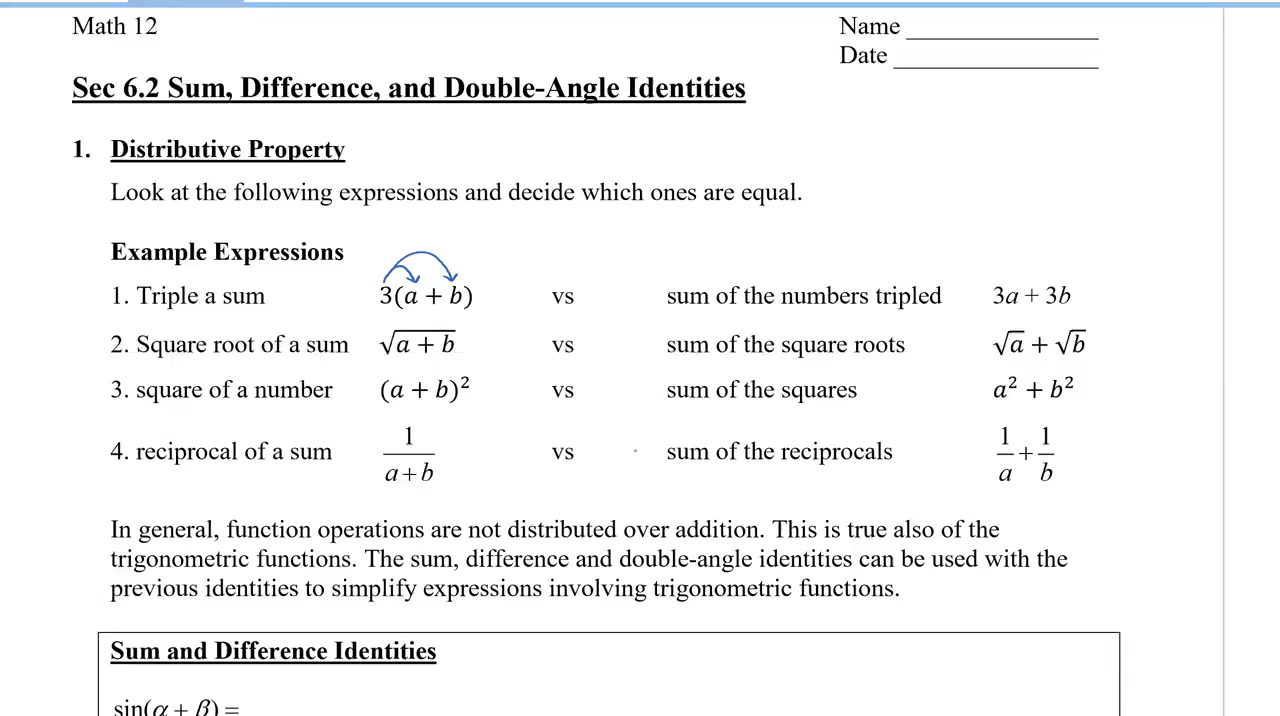 Math 12 Name
Date
Sec 6.2 Sum, Difference, and Double-Angle Identities
1. Distributive Property
Look at the following expressions and decide which ones are equal.
Example Expressions
1. Triple a sum 3(a + b) vs sum of the numbers tripled 3a + 3b
2. Square root of a sum √(a + b) vs sum of the square roots √a + √b
3. square of a number (a + b)² vs sum of the squares a² + b²
4. reciprocal of a sum 1/(a+b) vs sum of the reciprocals 1/a + 1/b
In general, function operations are not distributed over addition. This is true also of the
trigonometric functions. The sum, difference and double-angle identities can be used with the
previous identities to simplify expressions involving trigonometric functions.
Sum and Difference Identities
sin(α + β) =